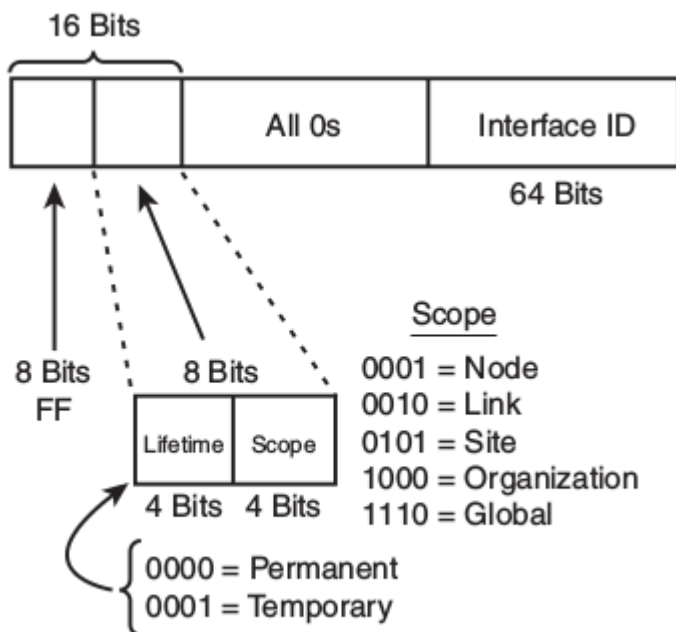 16 Bits
All 0s
Interface ID
64 Bits
8 Bits
FF
8 Bits
Lifetime
Scope
4 Bits
4 Bits
Scope
0001 = Node
0010 = Link
0101 = Site
1000 = Organization
1110 = Global
0000 = Permanent
0001 = Temporary